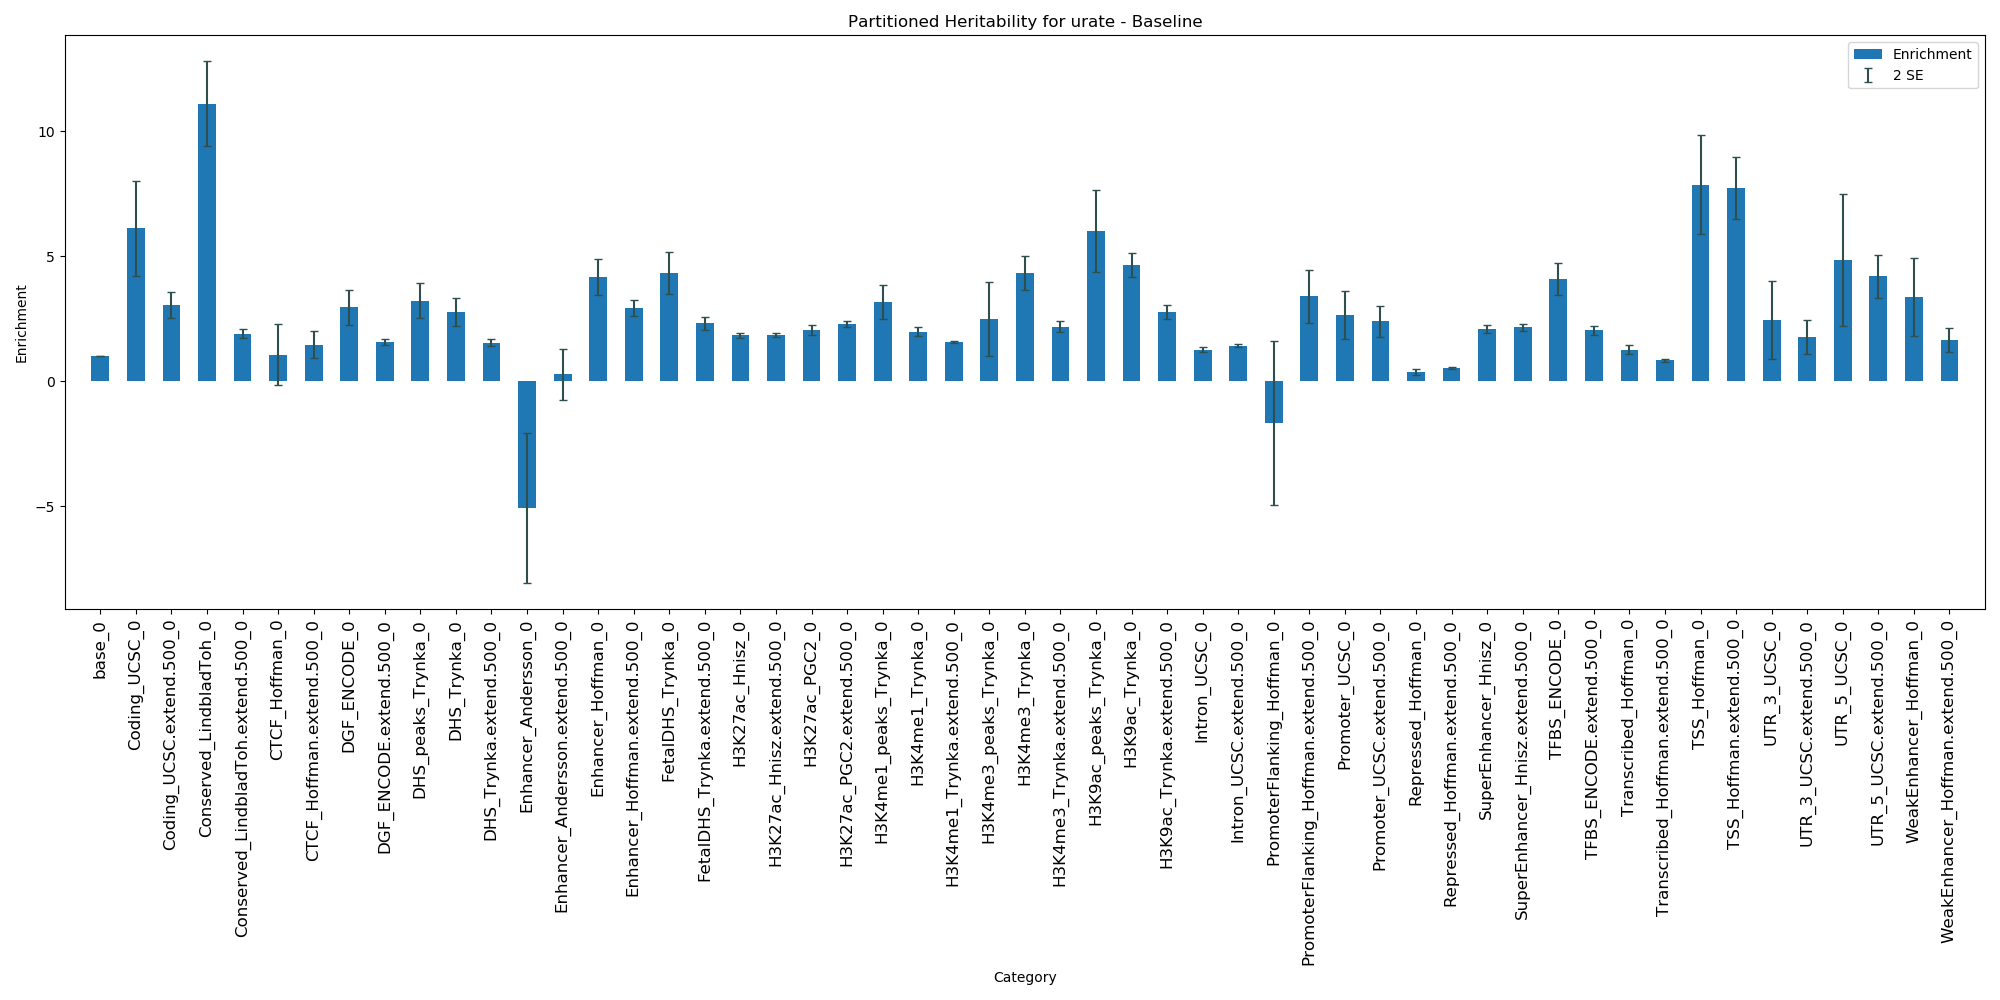 Partitioned Heritability for urate - Baseline
Enrichment
2 SE
Enrichment
10
5
0
−5
base_0
Coding_UCSC_0
Coding_UCSC.extend.500_0
Conserved_LindbladToh_0
Conserved_LindbladToh.extend.500_0
CTCF_Hoffman_0
CTCF_Hoffman.extend.500_0
DGF_ENCODE_0
DGF_ENCODE.extend.500_0
DHS_peaks_Trynka_0
DHS_Trynka_0
DHS_Trynka.extend.500_0
Enhancer_Andersson_0
Enhancer_Andersson.extend.500_0
Enhancer_Hoffman_0
Enhancer_Hoffman.extend.500_0
FetalDHS_Trynka_0
FetalDHS_Trynka.extend.500_0
H3K27ac_Hnisz_0
H3K27ac_Hnisz.extend.500_0
H3K27ac_PGC2_0
H3K27ac_PGC2.extend.500_0
H3K4me1_peaks_Trynka_0
H3K4me1_Trynka_0
H3K4me1_Trynka.extend.500_0
H3K4me3_peaks_Trynka_0
H3K4me3_Trynka_0
H3K4me3_Trynka.extend.500_0
H3K9ac_peaks_Trynka_0
H3K9ac_Trynka_0
H3K9ac_Trynka.extend.500_0
Intron_UCSC_0
Intron_UCSC.extend.500_0
PromoterFlanking_Hoffman_0
PromoterFlanking_Hoffman.extend.500_0
Promoter_UCSC_0
Promoter_UCSC.extend.500_0
Repressed_Hoffman_0
Repressed_Hoffman.extend.500_0
SuperEnhancer_Hnisz_0
SuperEnhancer_Hnisz.extend.500_0
TFBS_ENCODE_0
TFBS_ENCODE.extend.500_0
Transcribed_Hoffman_0
Transcribed_Hoffman.extend.500_0
TSS_Hoffman_0
TSS_Hoffman.extend.500_0
UTR_3_UCSC_0
UTR_3_UCSC.extend.500_0
UTR_5_UCSC_0
UTR_5_UCSC.extend.500_0
WeakEnhancer_Hoffman_0
WeakEnhancer_Hoffman.extend.500_0
Category